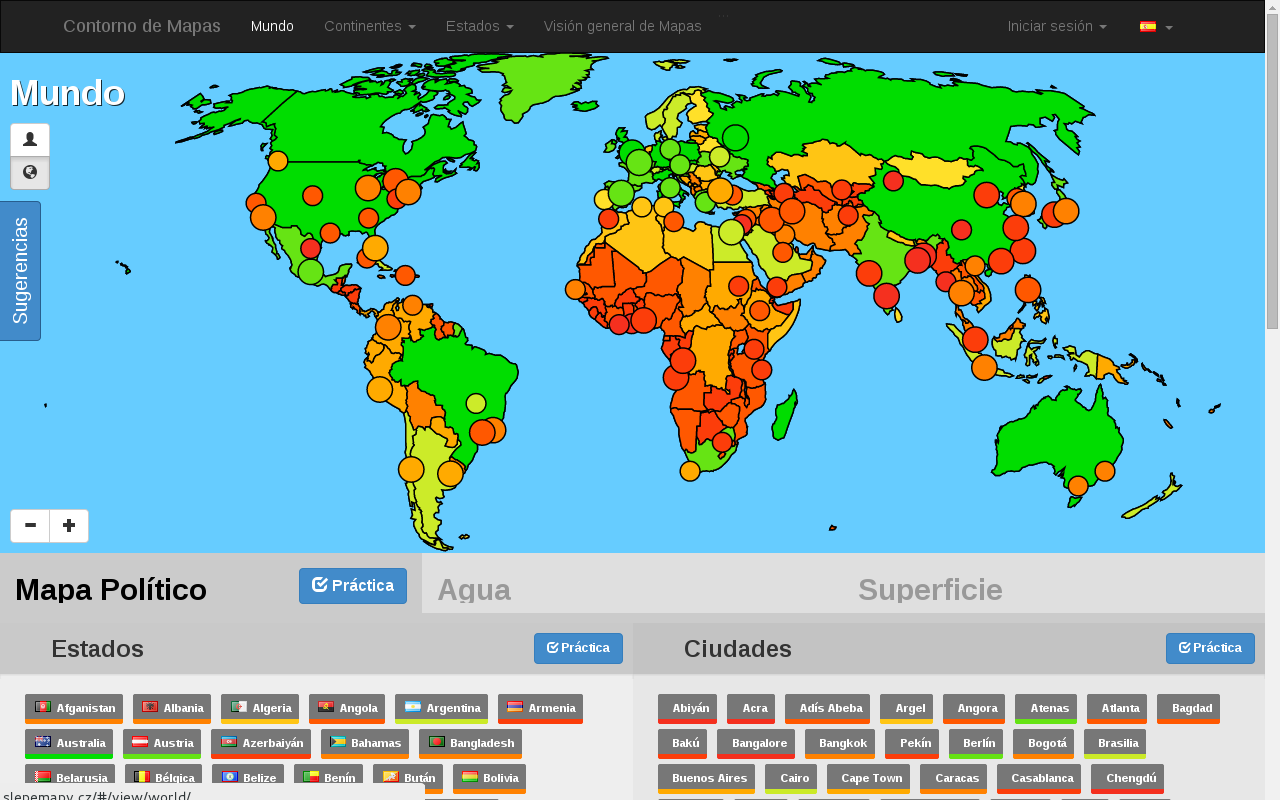 Contorno de Mapas Mundo Continentes Estados Visión general de Mapas ... Iniciar sesión
Mundo
Sugerencias
Mapa Político Práctica Agua Superficie
Estados Práctica Ciudades Práctica
Afganistan Albania Algeria Angola Argentina Armenia
Australia Austria Azerbaiyán Bahamas Bangladesh
Belarusia Bélgica Belize Benín Bután Bolivia
Abiyán Acra Adís Abeba Argel Angora Atenas Atlanta Bagdad
Bakú Bangalore Bangkok Pekín Berlín Bogotá Brasilia
Buenos Aires Cairo Cape Town Caracas Casablanca Chengdú
slepemapy.cz/#/view/world/